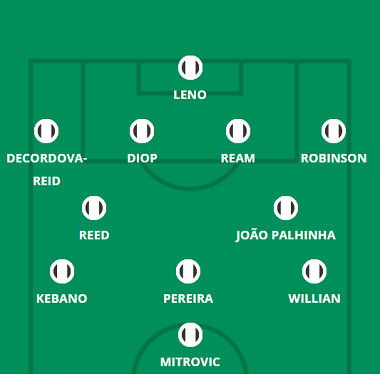 LENO
DECORDOVA-
REID
DIOP
REAM
ROBINSON
REED
JOÃO PALHINHA
KEBANO
PEREIRA
WILLIAN
MITROVIC